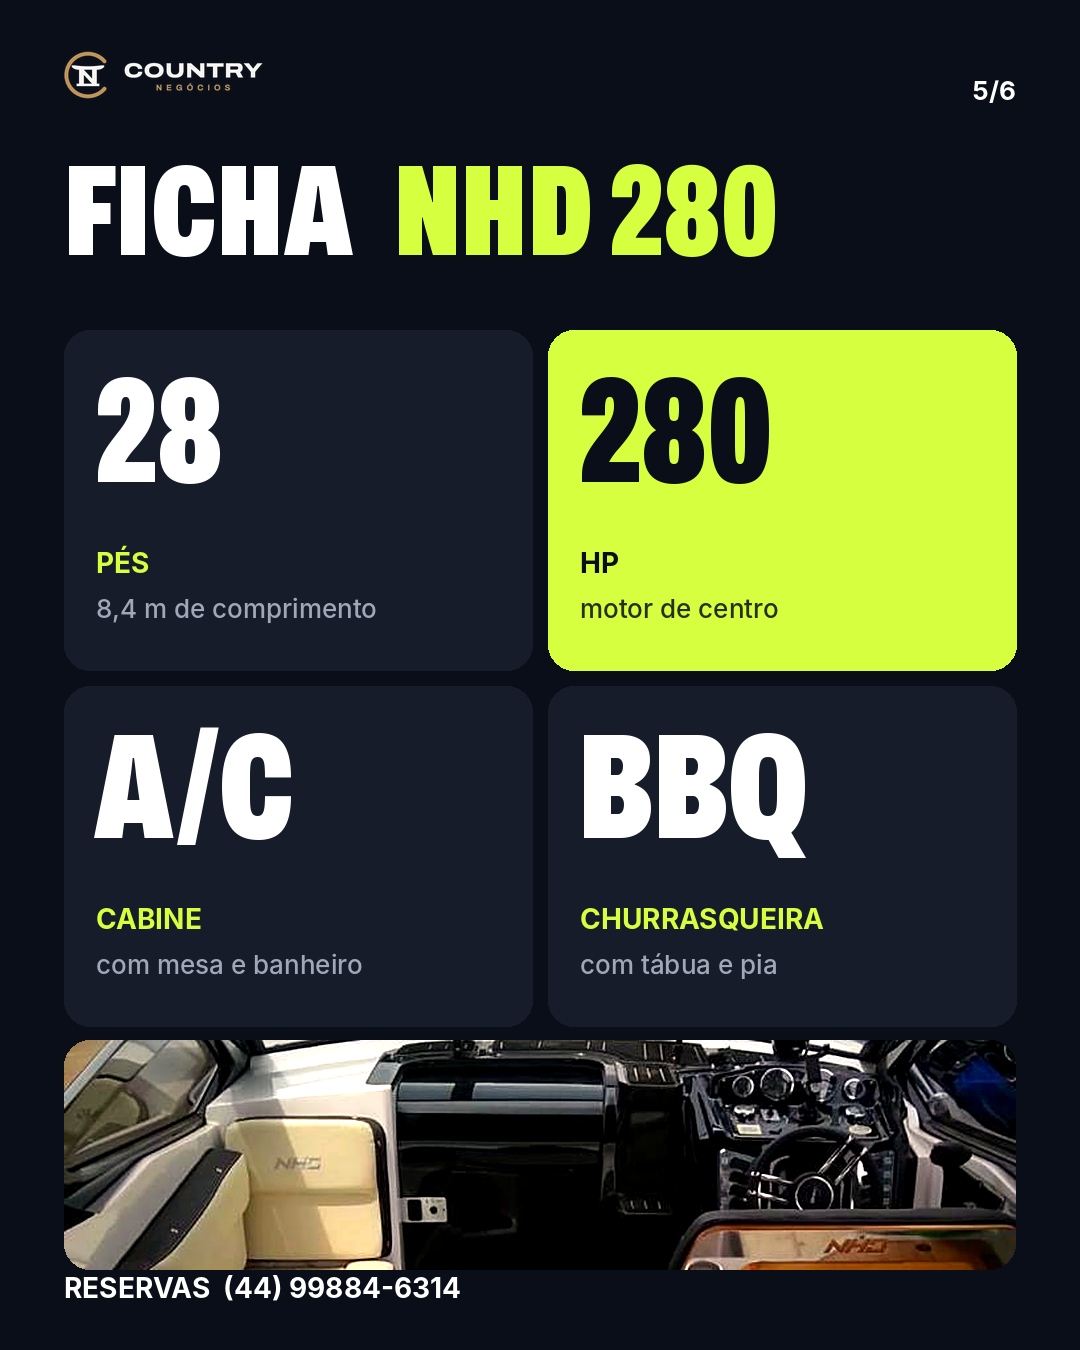 COUNTRY
NEGÓCIOS
5/6
FICHA NHD 280
28
PÉS
8,4 m de comprimento
280
HP
motor de centro
A/C
CABINE
com mesa e banheiro
BBQ
CHURRASQUEIRA
com tábua e pia
NHD
NHD
RESERVAS (44) 99884-6314